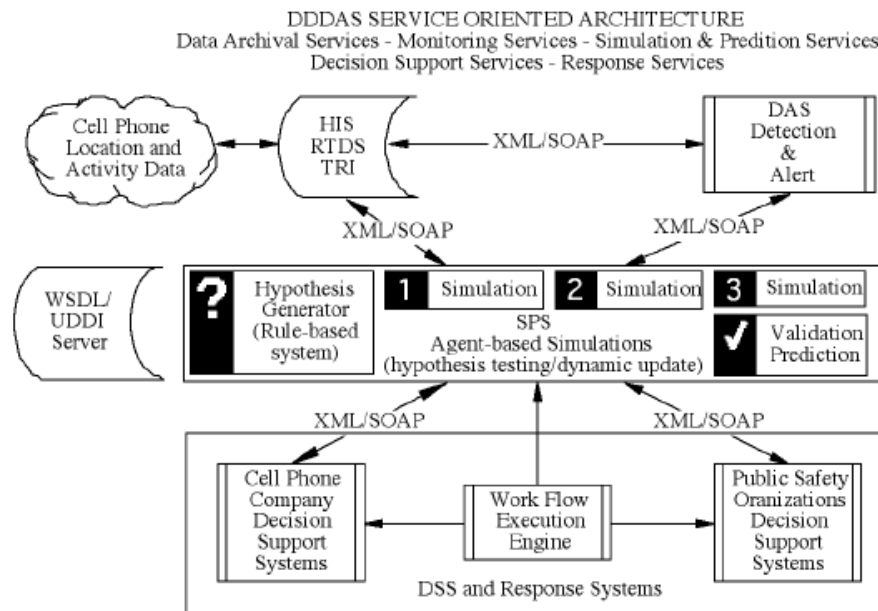 DDDAS SERVICE ORIENTED ARCHITECTURE
Data Archival Services - Monitoring Services - Simulation & Predition Services
Decision Support Services - Response Services
Cell Phone
Location and
Activity Data
HIS
RTDS
TRI
XML/SOAP
DAS
Detection
&
Alert
XML/SOAP
XML/SOAP
WSDL/
UDDI
Server
?
Hypothesis
Generator
(Rule-based
system)
1 Simulation
2 Simulation
3 Simulation
SPS
Agent-based Simulations
(hypothesis testing/dynamic update)
Validation
Prediction
XML/SOAP
XML/SOAP
Cell Phone
Company
Decision
Support
Systems
Work Flow
Execution
Engine
Public Safety
Oranizations
Decision
Support
Systems
DSS and Response Systems